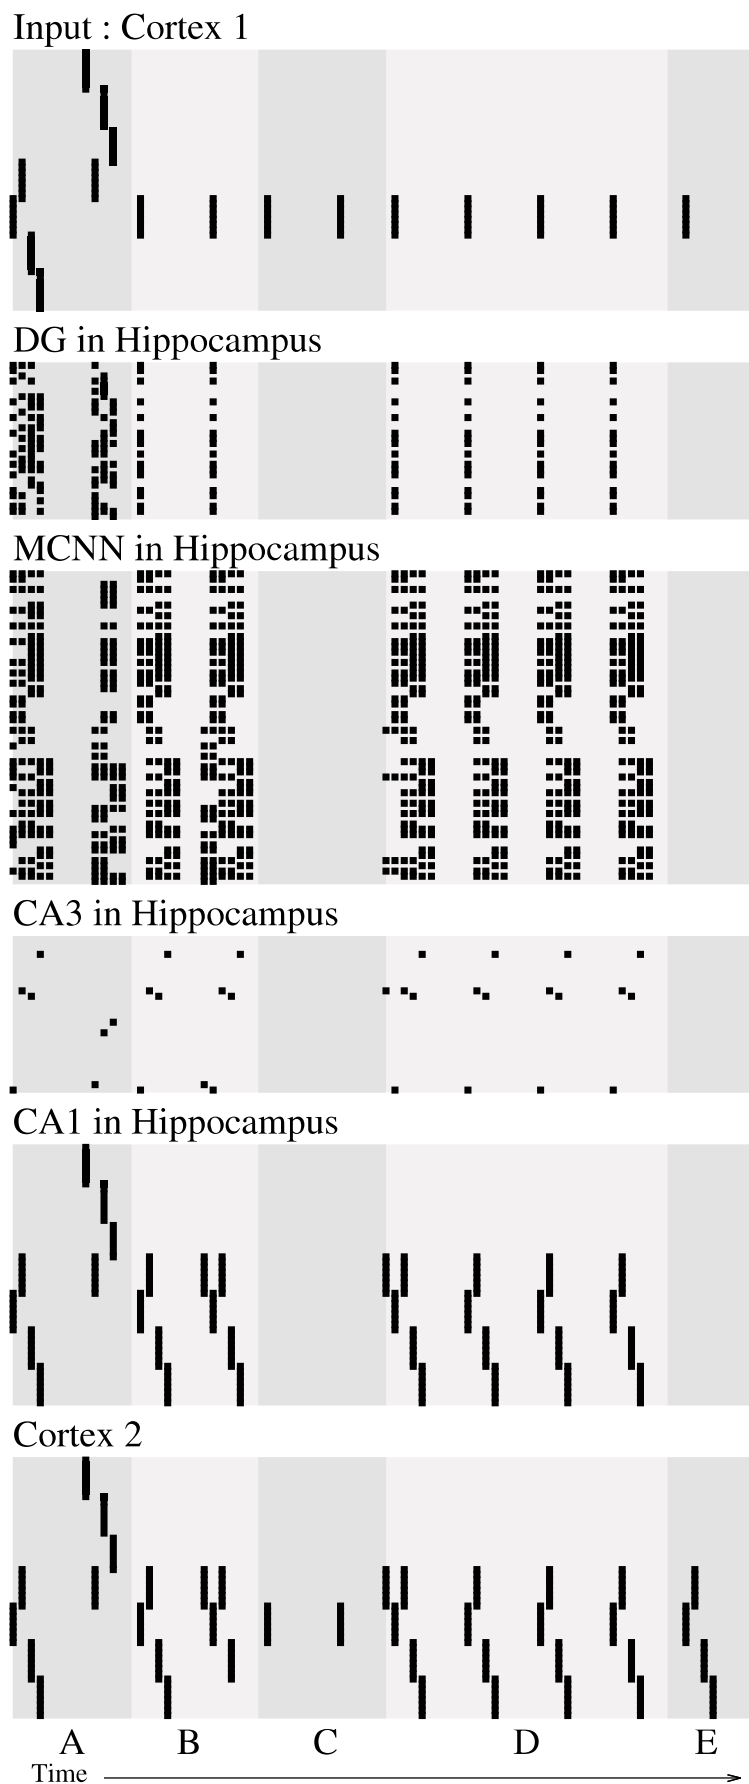 Input : Cortex 1
DG in Hippocampus
MCNN in Hippocampus
CA3 in Hippocampus
CA1 in Hippocampus
Cortex 2
A B C D E
Time